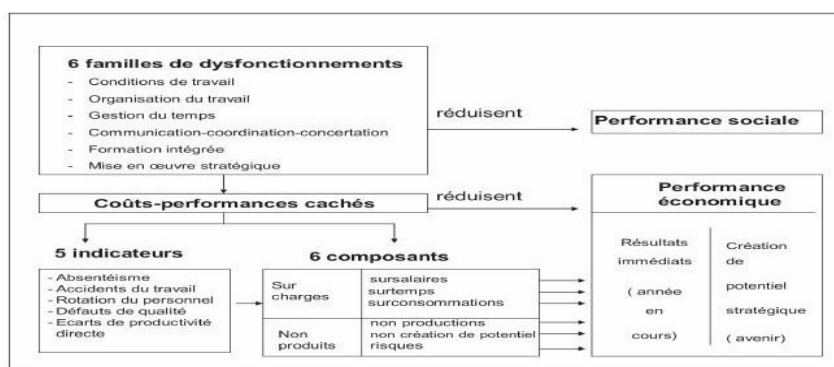 6 familles de dysfonctionnements
- Conditions de travail
- Organisation du travail
- Gestion du temps
- Communication-coordination-concertation
- Formation intégrée
- Mise en œuvre stratégique
réduisent
Performance sociale
Coûts-performances cachés
réduisent
Performance
économique
5 indicateurs
- Absentéisme
- Accidents du travail
- Rotation du personnel
- Défauts de qualité
- Ecarts de productivité
directe
6 composants
Sur
charges
sursalaires
surtemps
surconsommations
Non
produits
non productions
non création de potentiel
risques
Résultats
immédiats
( année
en
cours)
Création
de
potentiel
stratégique
( avenir)